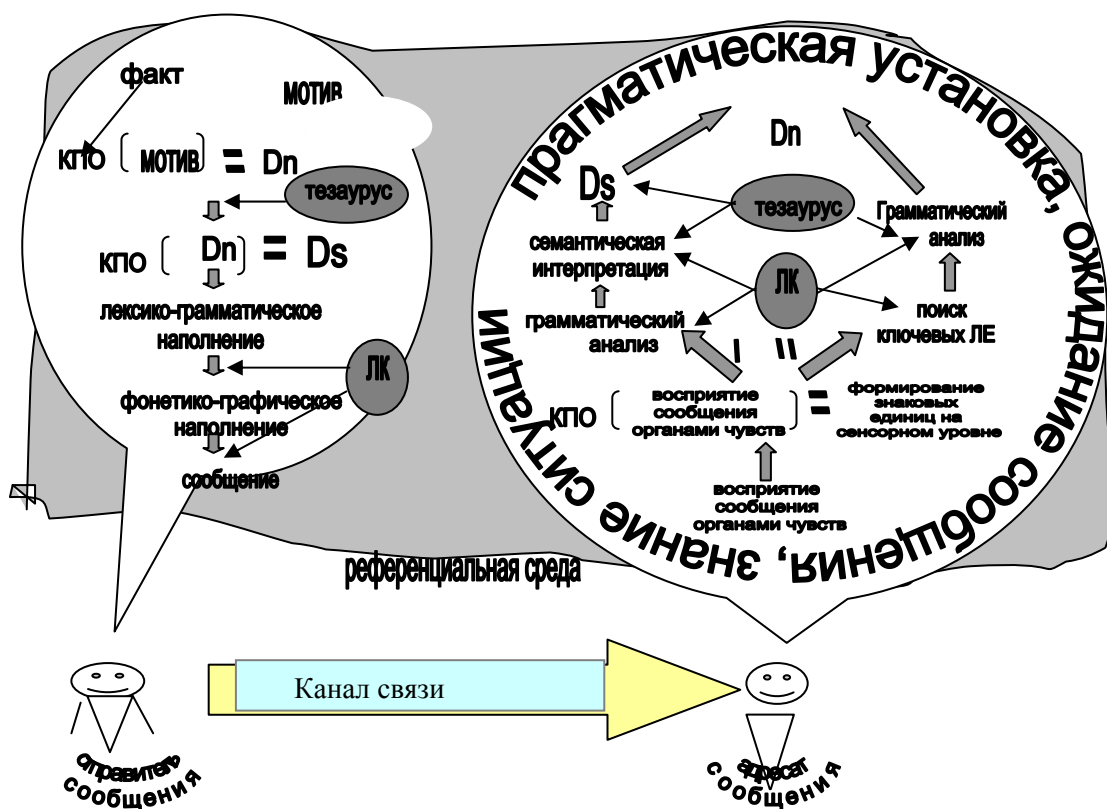 факт
мотив
КПО ( мотив ) = Dn
тезаурус
КПО ( Dn ) = Ds
лексико-грамматическое
наполнение
ЛК
фонетико-графическое
наполнение
сообщение
прагматическая установка, ожидание сообщения, знание ситуации
Dn
Ds
тезаурус
Грамматический
анализ
семантическая
интерпретация
ЛК
грамматический
анализ
поиск
ключевых ЛЕ
I II
КПО ( восприятие
сообщения
органами чувств ) =
формирование
знаковых
единиц на
сенсорном уровне
восприятие
сообщения
органами чувств
референциальная среда
Канал связи
оправитель
сообщения
адресат
сообщения